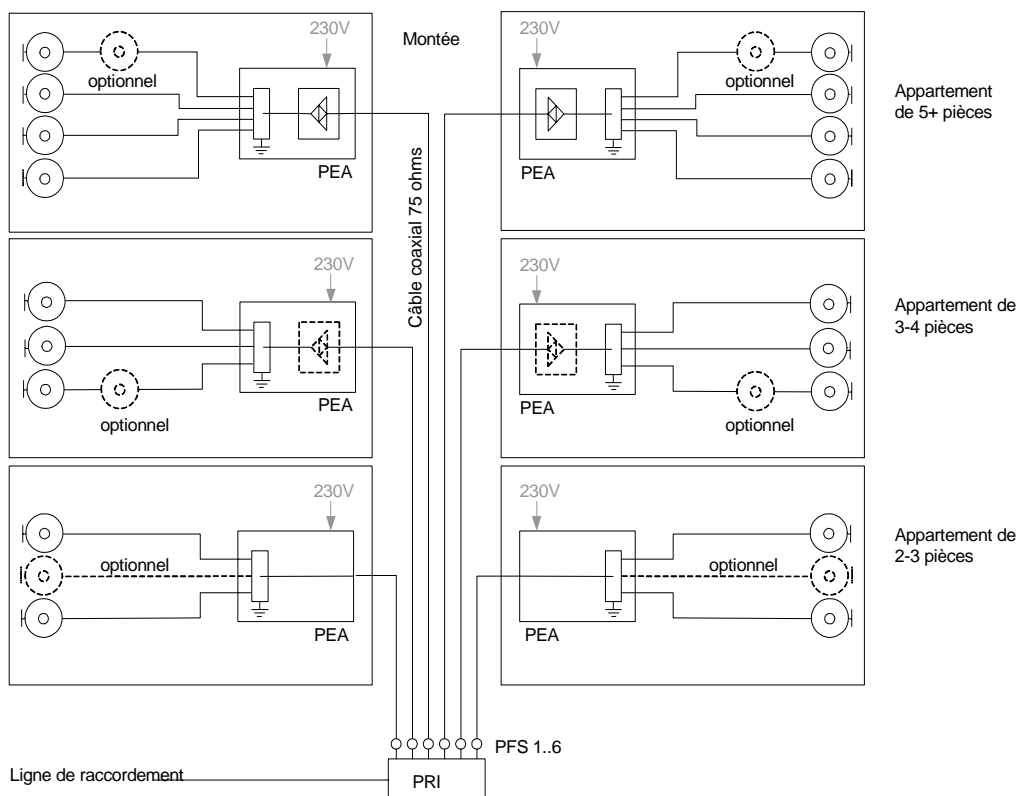 230V
Montée
230V
optionnel
optionnel
Appartement
de 5+ pièces
PEA
PEA
Câble coaxial 75 ohms
230V
230V
Appartement de
3-4 pièces
PEA
PEA
optionnel
optionnel
230V
230V
Appartement de
2-3 pièces
optionnel
optionnel
PEA
PEA
PFS 1..6
Ligne de raccordement
PRI